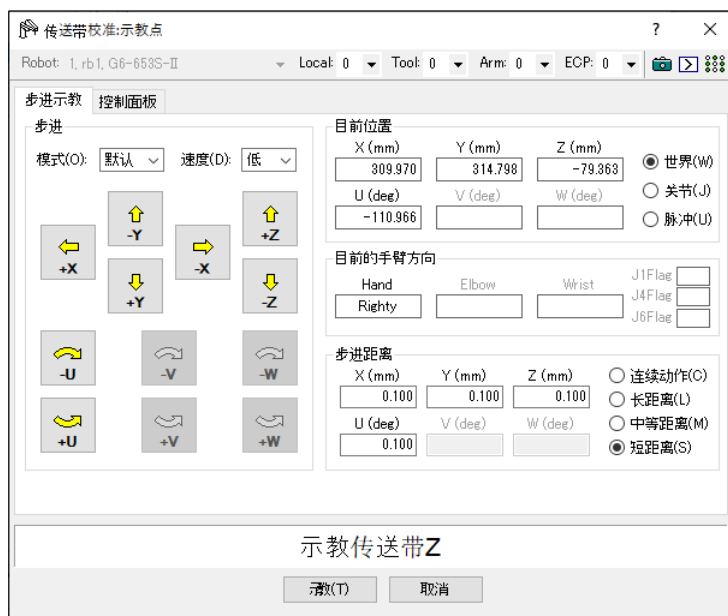 传送带校准:示教点
? ×
Robot: 1, rb1, G6-653S-II Local: 0 Tool: 0 Arm: 0 ECP: 0
步进示教 控制面板
步进
模式(O): 默认 速度(D): 低
-Y
+Z
+X
-X
+Y
-Z
-U -V -W
+U +V +W
目前位置
X (mm) Y (mm) Z (mm)
309.970 314.798 -79.363
U (deg) V (deg) W (deg)
-110.966
世界(W)
关节(J)
脉冲(U)
目前的手臂方向
Hand Elbow Wrist
Righty
J1Flag
J4Flag
J6Flag
步进距离
X (mm) Y (mm) Z (mm)
0.100 0.100 0.100
U (deg) V (deg) W (deg)
0.100
连续动作(C)
长距离(L)
中等距离(M)
短距离(S)
示教传送带Z
示教(T) 取消